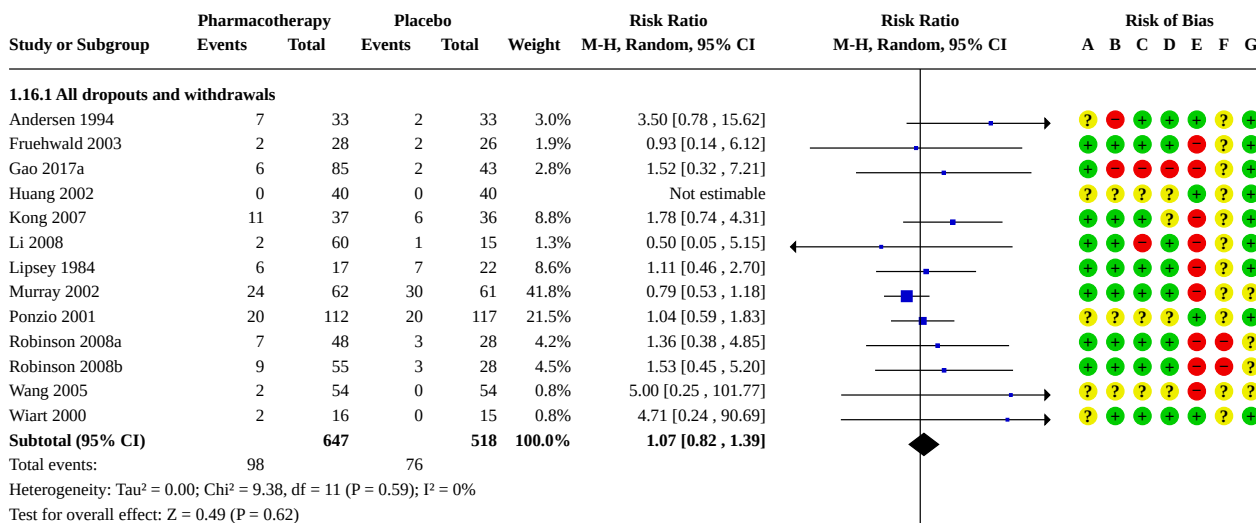 Pharmacotherapy Placebo Risk Ratio Risk Ratio Risk of Bias
Study or Subgroup Events Total Events Total Weight M-H, Random, 95% CI M-H, Random, 95% CI A B C D E F G
1.16.1 All dropouts and withdrawals
Andersen 1994 7 33 2 33 3.0% 3.50 [0.78 , 15.62] ? − + + + ? +
Fruehwald 2003 2 28 2 26 1.9% 0.93 [0.14 , 6.12] + + + + − ? +
Gao 2017a 6 85 2 43 2.8% 1.52 [0.32 , 7.21] + − − − − ? +
Huang 2002 0 40 0 40 Not estimable ? ? ? ? + ? +
Kong 2007 11 37 6 36 8.8% 1.78 [0.74 , 4.31] + + + ? − ? +
Li 2008 2 60 1 15 1.3% 0.50 [0.05 , 5.15] + + − + − ? +
Lipsey 1984 6 17 7 22 8.6% 1.11 [0.46 , 2.70] + + + + − ? +
Murray 2002 24 62 30 61 41.8% 0.79 [0.53 , 1.18] + + + + − ? ?
Ponzio 2001 20 112 20 117 21.5% 1.04 [0.59 , 1.83] ? ? ? ? + ? +
Robinson 2008a 7 48 3 28 4.2% 1.36 [0.38 , 4.85] + + + + − − ?
Robinson 2008b 9 55 3 28 4.5% 1.53 [0.45 , 5.20] + + + + − − ?
Wang 2005 2 54 0 54 0.8% 5.00 [0.25 , 101.77] ? ? ? ? − ? ?
Wiart 2000 2 16 0 15 0.8% 4.71 [0.24 , 90.69] ? + + + + ? +
Subtotal (95% CI) 647 518 100.0% 1.07 [0.82 , 1.39]
Total events: 98 76
Heterogeneity: Tau² = 0.00; Chi² = 9.38, df = 11 (P = 0.59); I² = 0%
Test for overall effect: Z = 0.49 (P = 0.62)